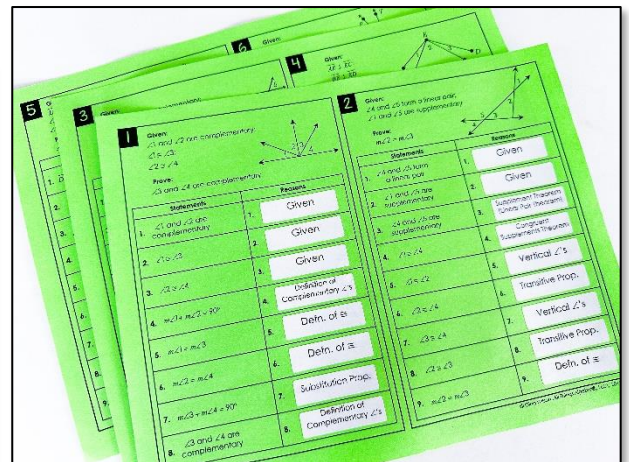 6
Given:
5
3
Given:
4
Given:
1
Given:
∠1 and ∠2 are complementary;
∠1 ≅ ∠3;
∠2 ≅ ∠4
Prove:
∠3 and ∠4 are complementary
Statements
Reasons
1. ∠1 and ∠2 are
complementary
1. Given
2. ∠1 ≅ ∠3
2. Given
3. ∠2 ≅ ∠4
3. Given
4. m∠1 + m∠2 = 90°
4. Definition of
Complementary ∠'s
5. m∠1 = m∠3
5. Defn. of ≅
6. m∠2 = m∠4
6. Defn. of ≅
7. m∠3 + m∠4 = 90°
7. Substitution Prop.
8. ∠3 and ∠4 are
complementary
8. Definition of
Complementary ∠'s
2
Given:
∠4 and ∠5 form a linear pair;
∠1 and ∠5 are supplementary
Prove:
m∠2 = m∠3
Statements
Reasons
1. ∠4 and ∠5 form
a linear pair
1. Given
2. ∠1 and ∠5 are
supplementary
2. Given
3. ∠4 and ∠5 are
supplementary
3. Supplement Theorem
(Linear Pair Theorem)
4. ∠1 ≅ ∠4
4. Congruent
Supplements Theorem
5. ∠1 ≅ ∠2
5. Vertical ∠'s
6. ∠2 ≅ ∠4
6. Transitive Prop.
7. ∠3 ≅ ∠4
7. Vertical ∠'s
8. ∠2 ≅ ∠3
8. Transitive Prop.
9. m∠2 = m∠3
9. Defn. of ≅